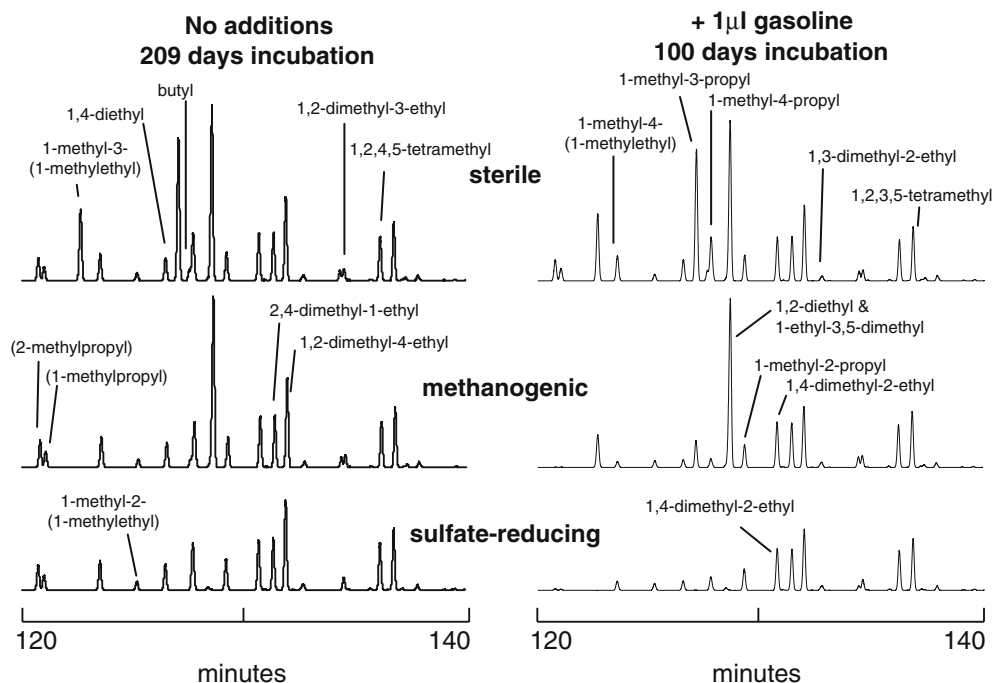 No additions
209 days incubation
+ 1μl gasoline
100 days incubation
butyl
1,4-diethyl
1-methyl-3-
(1-methylethyl)
1,2-dimethyl-3-ethyl
1,2,4,5-tetramethyl
sterile
1-methyl-3-propyl
1-methyl-4-propyl
1-methyl-4-
(1-methylethyl)
1,3-dimethyl-2-ethyl
1,2,3,5-tetramethyl
(2-methylpropyl)
(1-methylpropyl)
2,4-dimethyl-1-ethyl
1,2-dimethyl-4-ethyl
methanogenic
1,2-diethyl &
1-ethyl-3,5-dimethyl
1-methyl-2-propyl
1,4-dimethyl-2-ethyl
1-methyl-2-
(1-methylethyl)
sulfate-reducing
1,4-dimethyl-2-ethyl
120
140
minutes
120
140
minutes